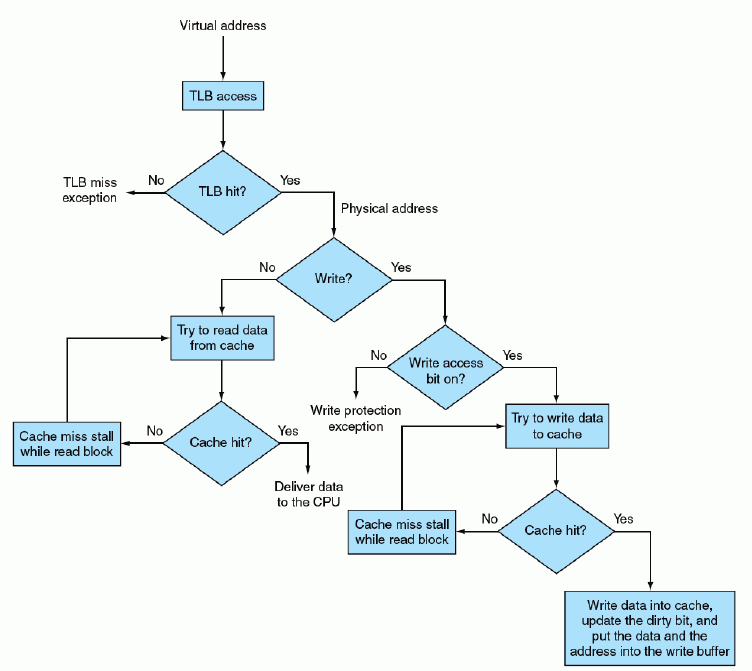 Virtual address
TLB access
TLB hit?
No
Yes
TLB miss
exception
Physical address
Write?
No
Yes
Try to read data
from cache
Write access
bit on?
No
Yes
Write protection
exception
Try to write data
to cache
Cache hit?
No
Yes
Cache miss stall
while read block
Deliver data
to the CPU
Cache hit?
No
Yes
Cache miss stall
while read block
Write data into cache,
update the dirty bit, and
put the data and the
address into the write buffer